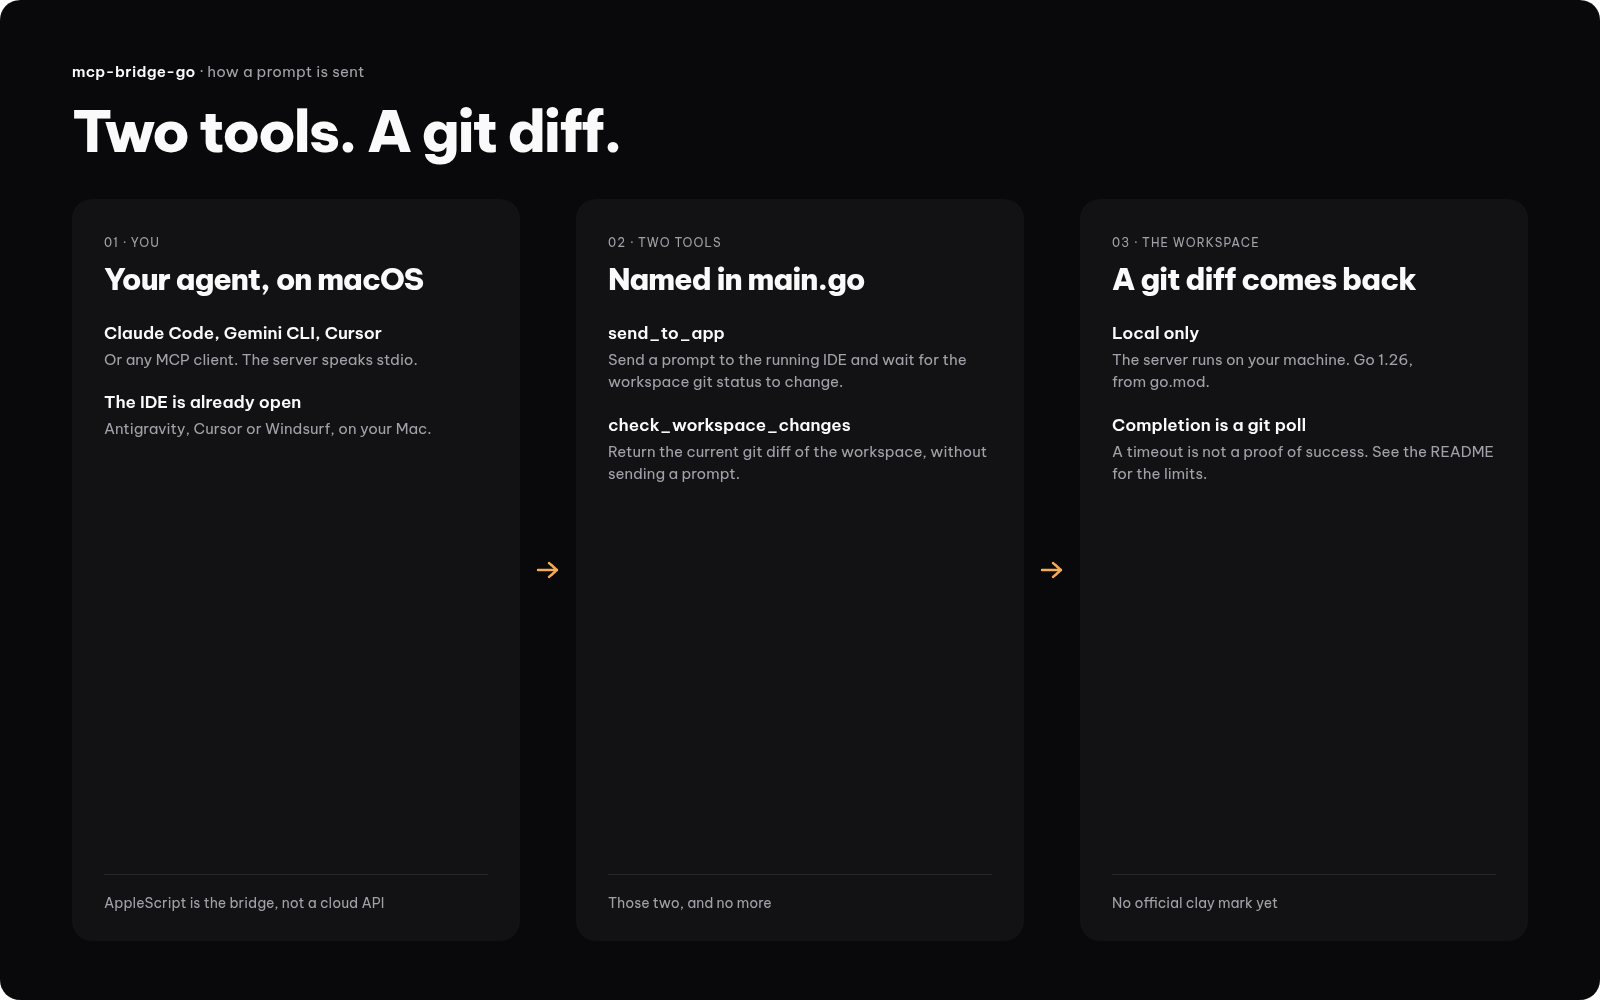 mcp-bridge-go · how a prompt is sent
Two tools. A git diff.
01 · YOU
Your agent, on macOS
Claude Code, Gemini CLI, Cursor
Or any MCP client. The server speaks stdio.
The IDE is already open
Antigravity, Cursor or Windsurf, on your Mac.
AppleScript is the bridge, not a cloud API
02 · TWO TOOLS
Named in main.go
send_to_app
Send a prompt to the running IDE and wait for the
workspace git status to change.
check_workspace_changes
Return the current git diff of the workspace, without
sending a prompt.
Those two, and no more
03 · THE WORKSPACE
A git diff comes back
Local only
The server runs on your machine. Go 1.26,
from go.mod.
Completion is a git poll
A timeout is not a proof of success. See the README
for the limits.
No official clay mark yet